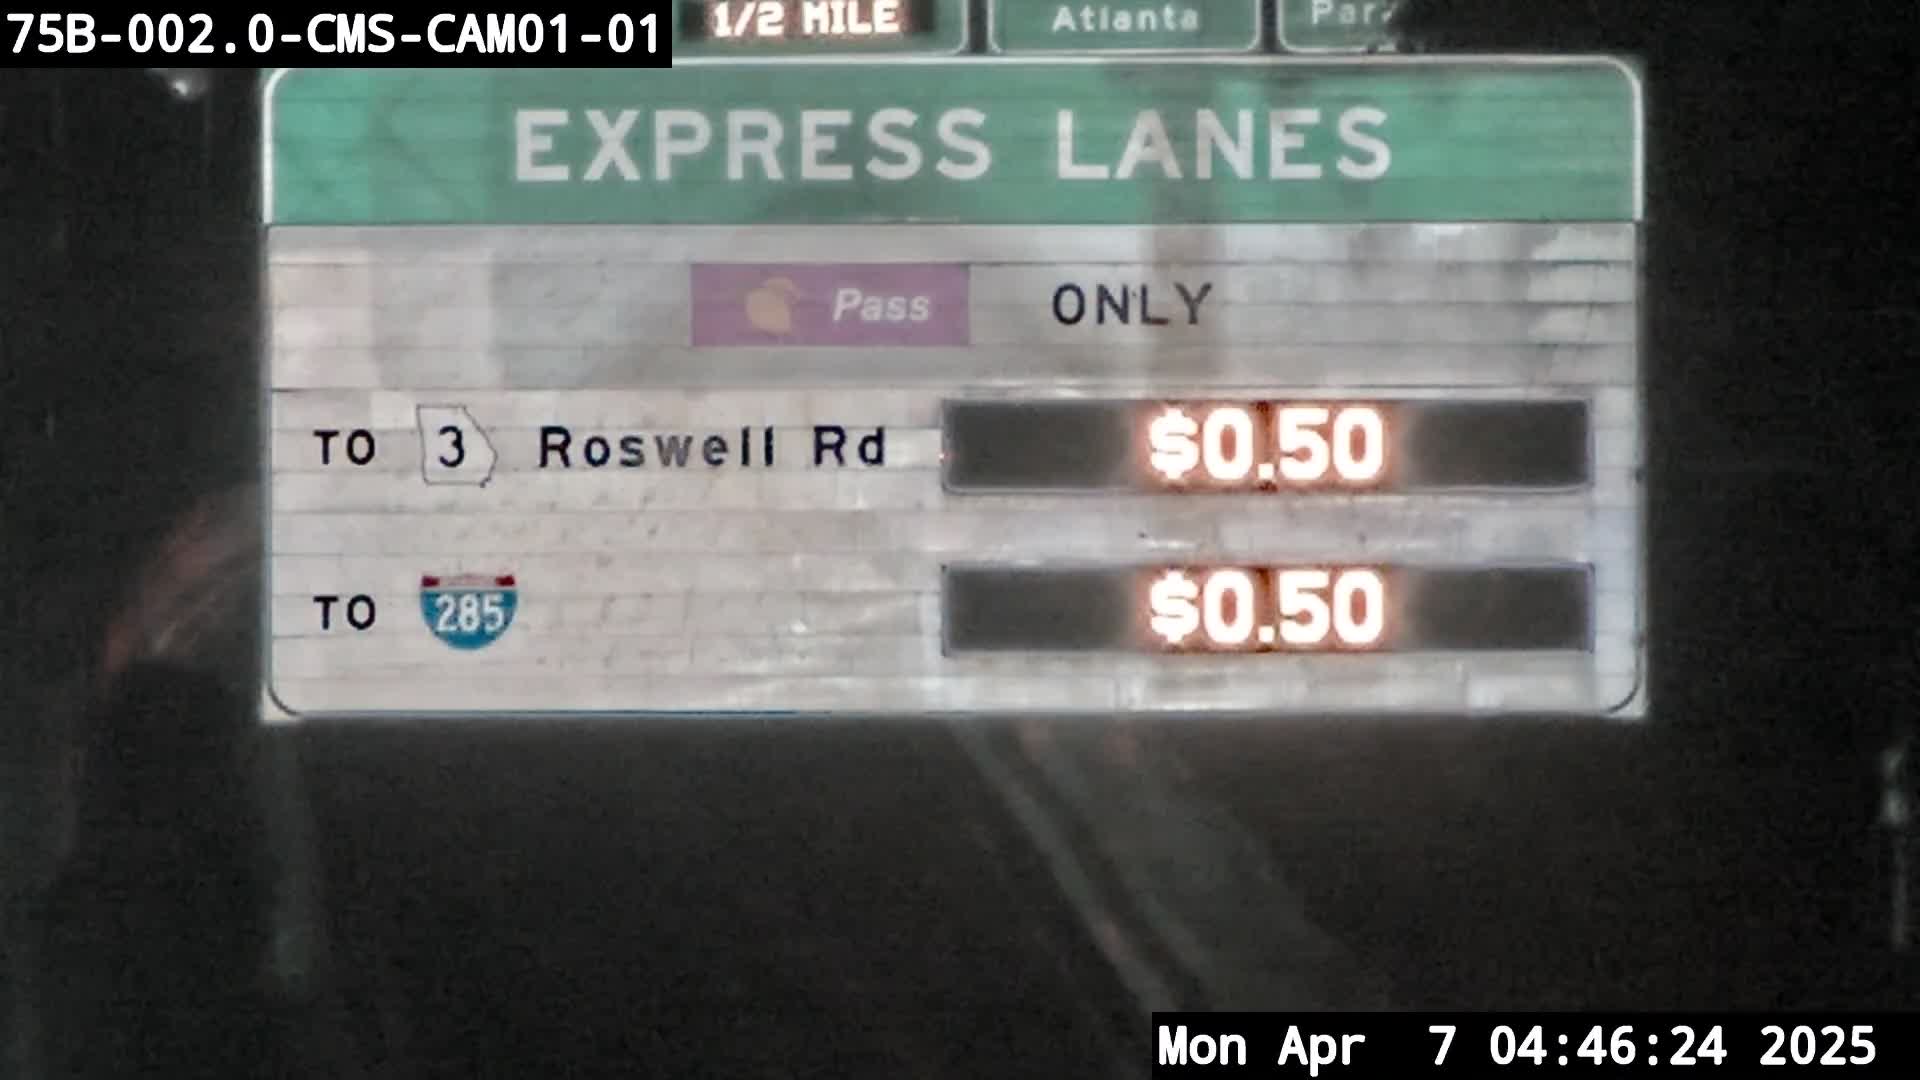 75B-002.0-CMS-CAM01-01
1/2 MILE
Atlanta
EXPRESS LANES
Pass ONLY
TO 3 Roswell Rd $0.50
TO 285 $0.50
Mon Apr 7 04:46:24 2025